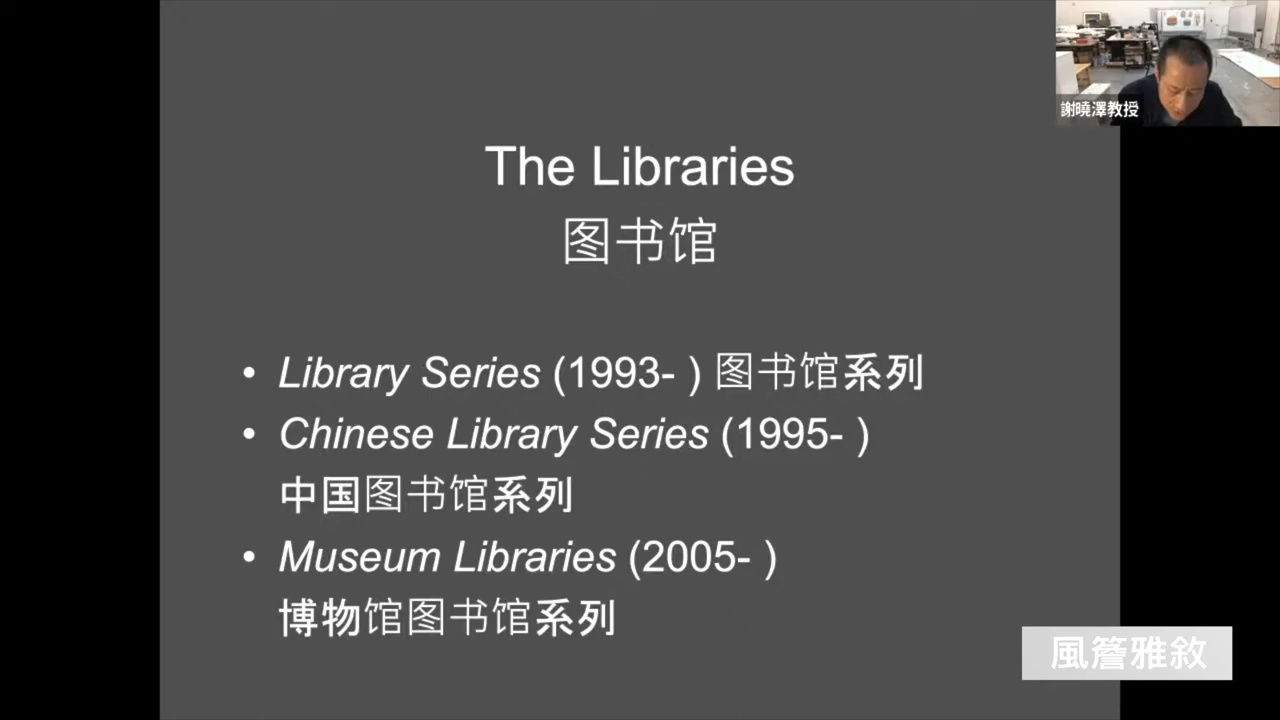 謝曉澤教授
The Libraries
图书馆
• Library Series (1993- ) 图书馆系列
• Chinese Library Series (1995- )
中国图书馆系列
• Museum Libraries (2005- )
博物馆图书馆系列
風簷雅敘